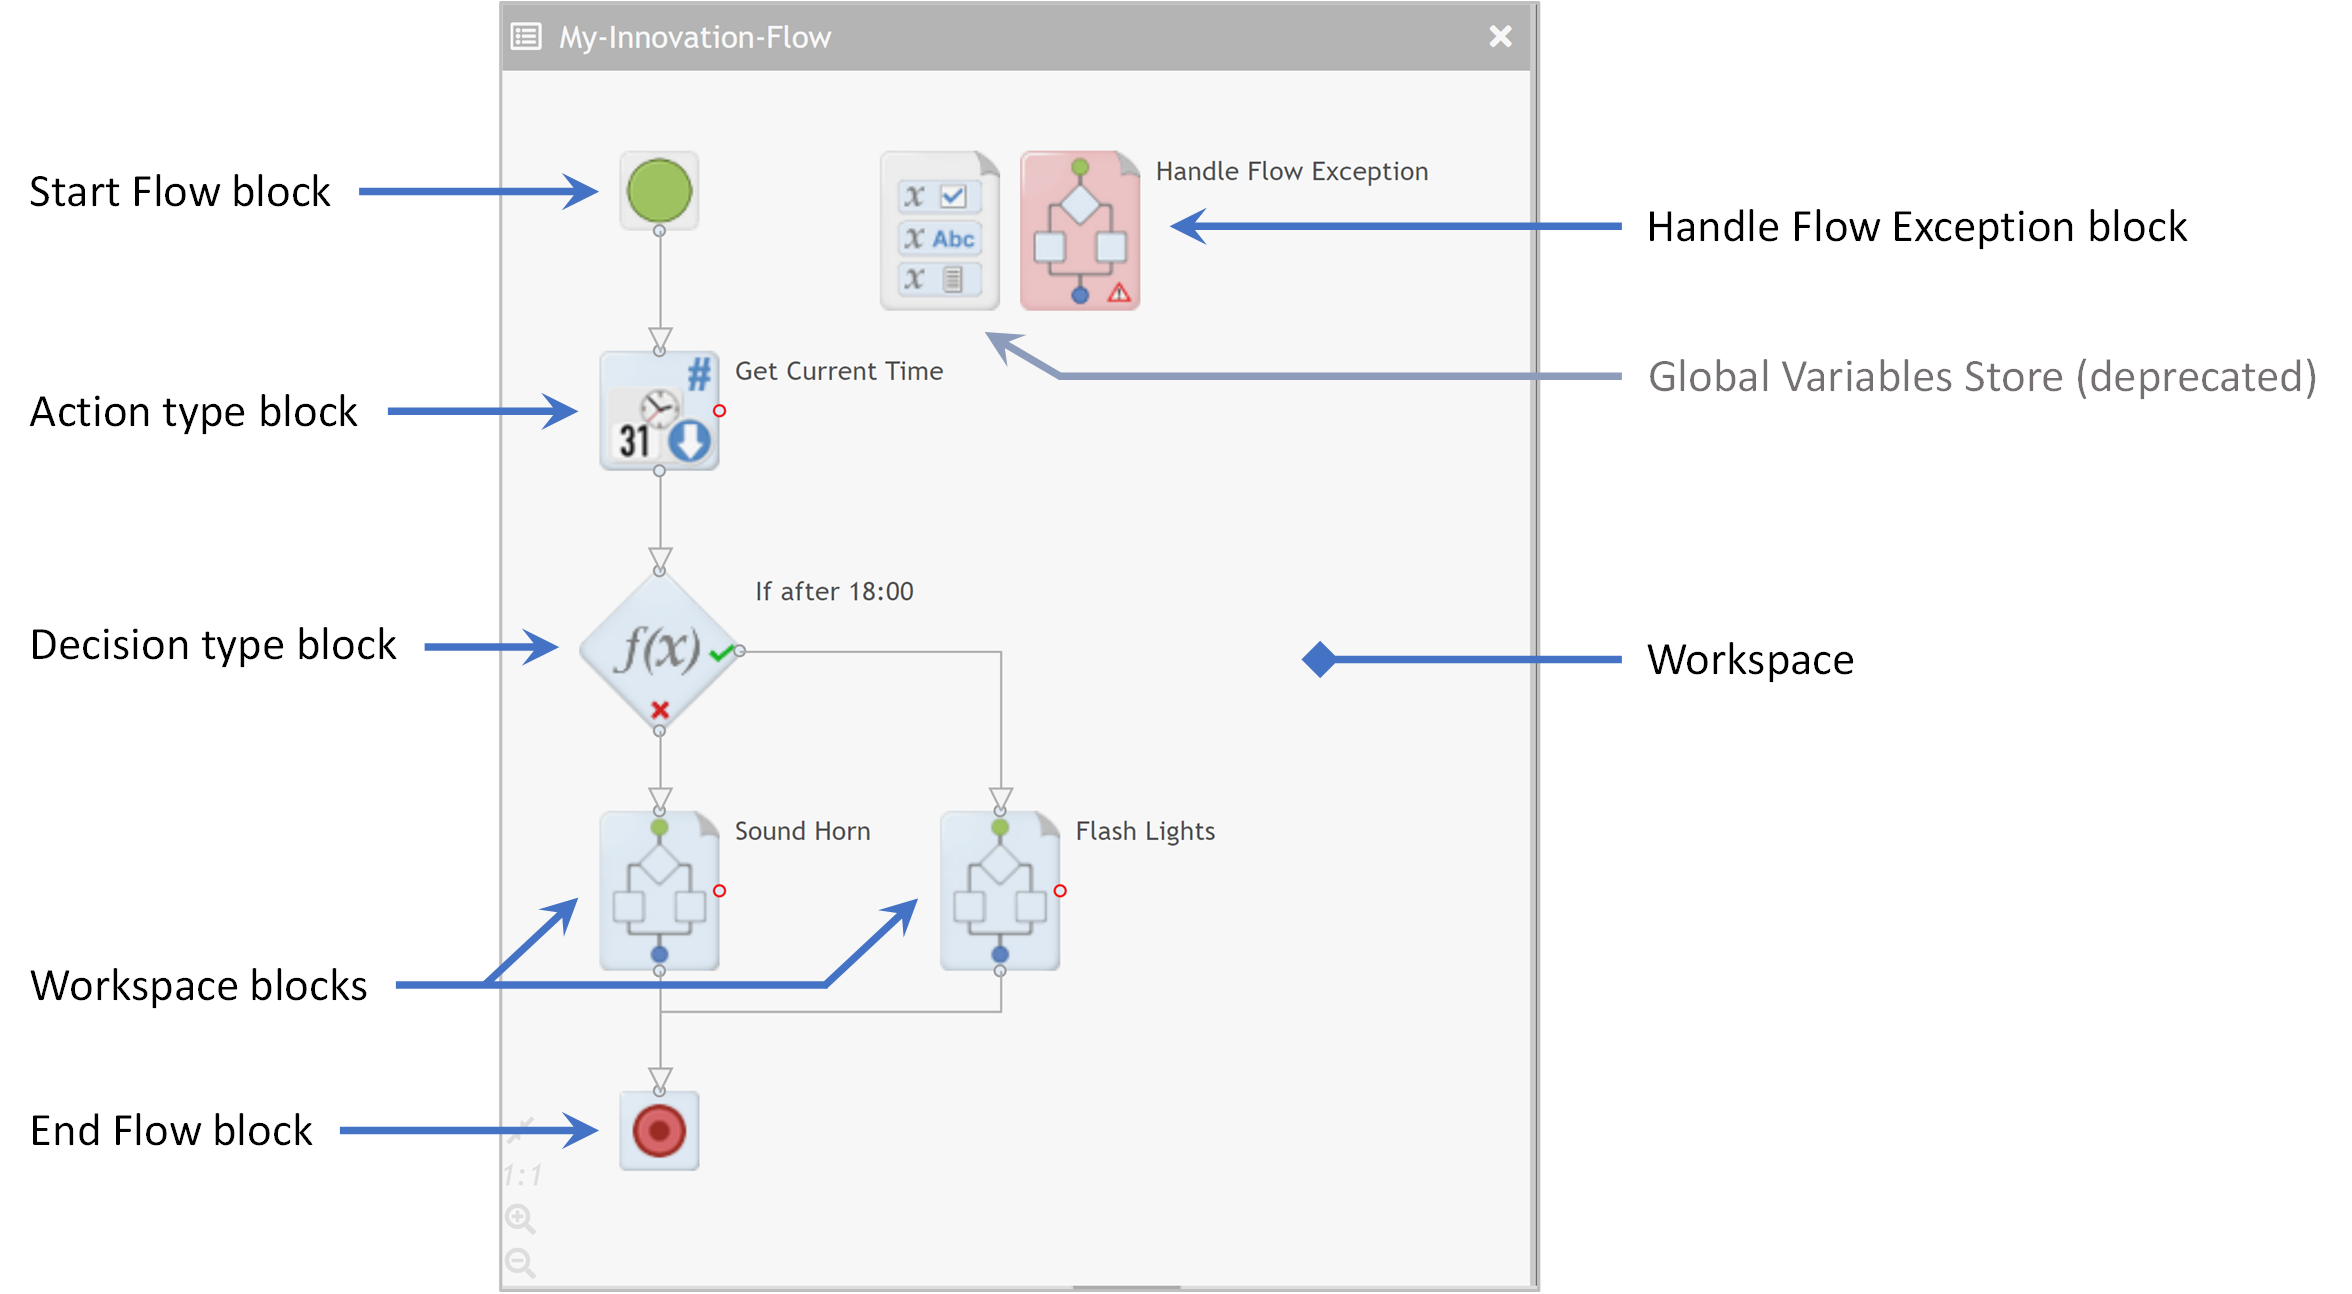 My-Innovation-Flow
Start Flow block
x
x Abc
x
Handle Flow Exception
Handle Flow Exception block
Global Variables Store (deprecated)
Action type block
#
31
Get Current Time
If after 18:00
Decision type block
f(x)
Workspace
Sound Horn
Flash Lights
Workspace blocks
End Flow block
1:1